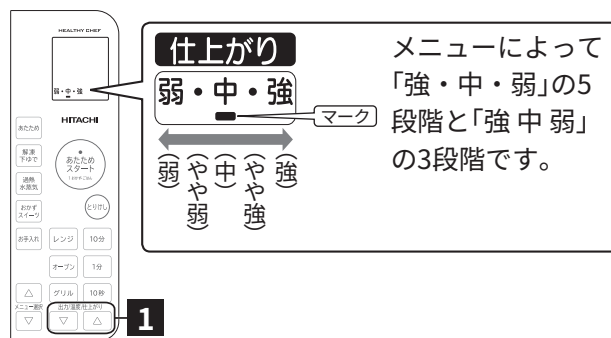 HEALTHY CHEF
弱・中・強
HITACHI
あたため
解凍
下ゆで
過熱
水蒸気
おかず
スイーツ
お手入れ
あたため
スタート
とりけし
レンジ
10分
オーブン
1分
グリル
10秒
メニュー選択
出力/温度/仕上がり
1
仕上がり
弱・中・強
マーク
(弱)
(やや弱)
(中)
(やや強)
(強)
メニューによって
「強・中・弱」の5
段階と「強 中 弱」
の3段階です。